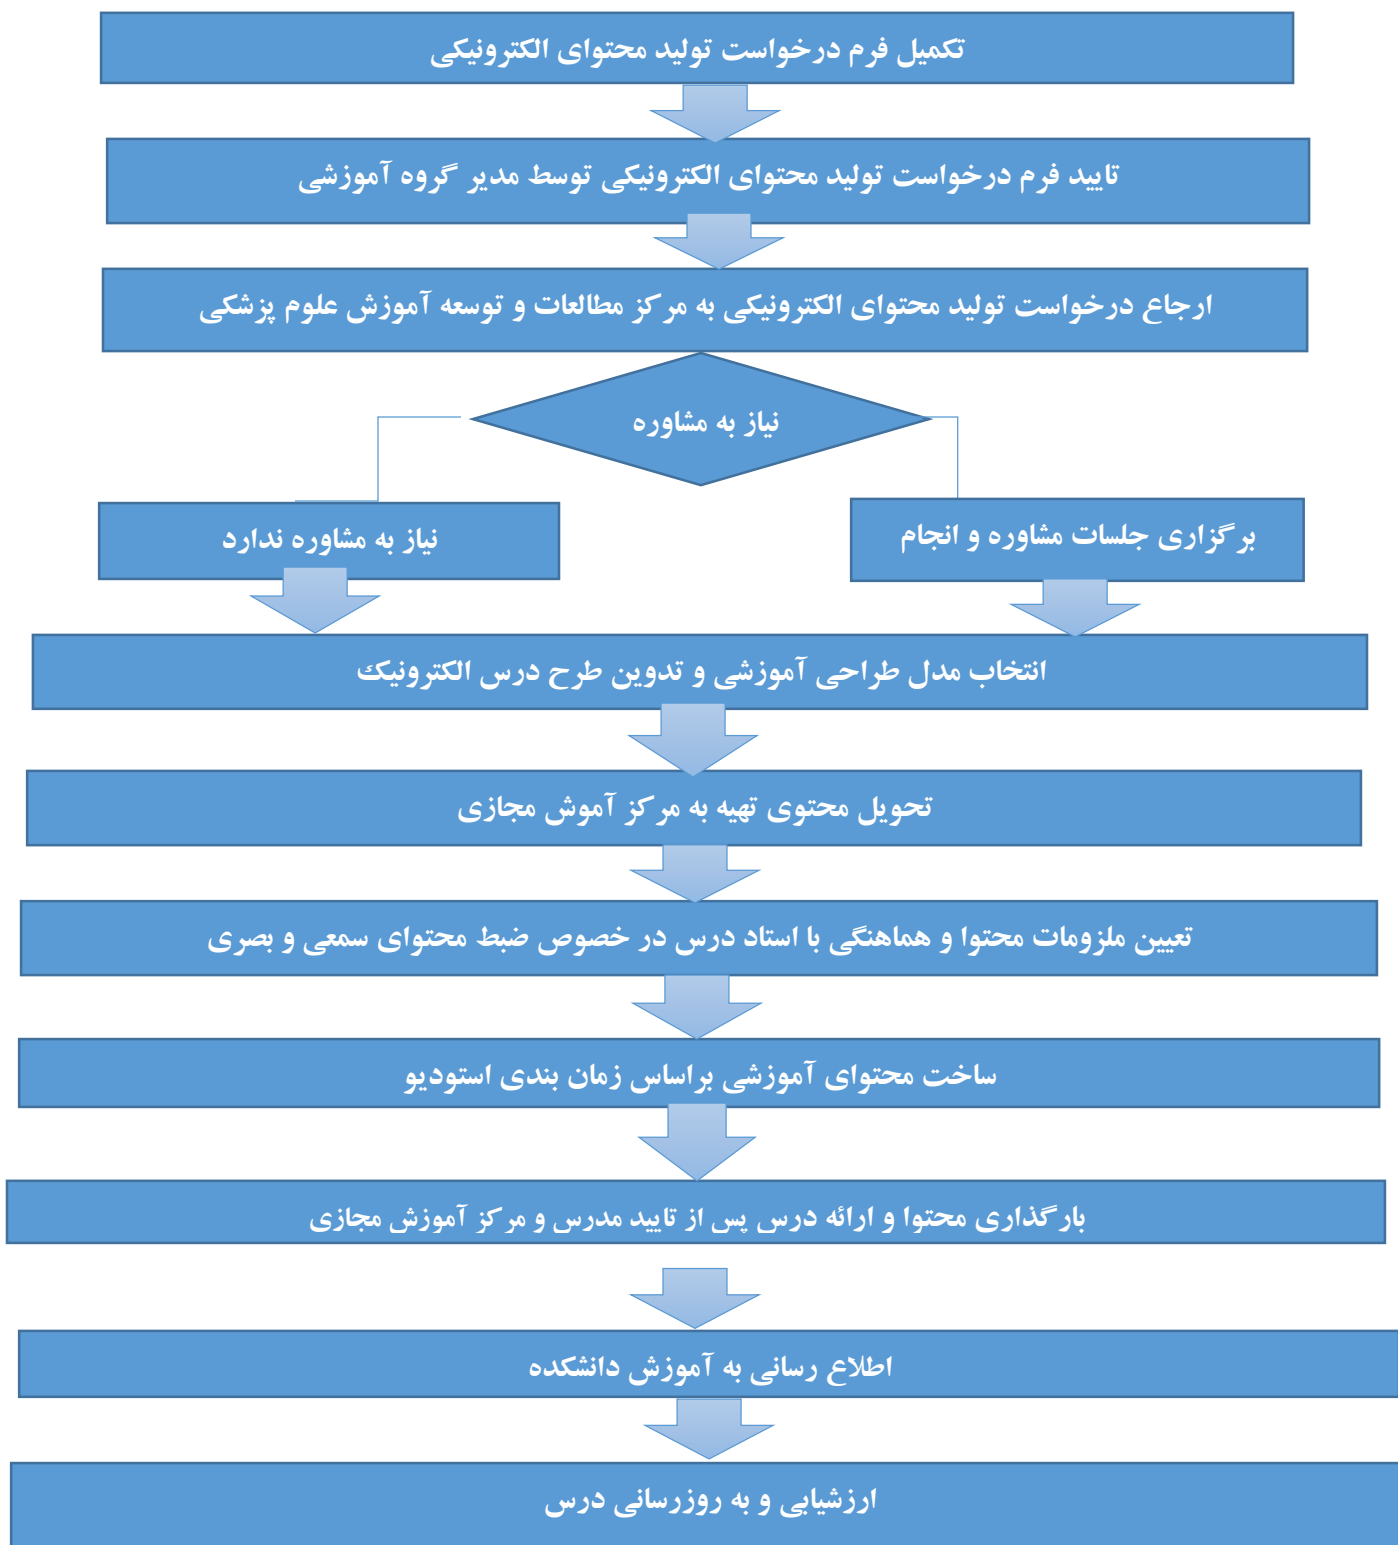 تکمیل فرم درخواست تولید محتوای الکترونیکی
تایید فرم درخواست تولید محتوای الکترونیکی توسط مدیر گروه آموزشی
ارجاع درخواست تولید محتوای الکترونیکی به مرکز مطالعات و توسعه آموزش علوم پزشکی
نیاز به مشاوره
برگزاری جلسات مشاوره و انجام
نیاز به مشاوره ندارد
انتخاب مدل طراحی آموزشی و تدوین طرح درس الکترونیک
تحویل محتوی تهیه به مرکز آموش مجازی
تعیین ملزومات محتوا و هماهنگی با استاد درس در خصوص ضبط محتوای سمعی و بصری
ساخت محتوای آموزشی براساس زمان بندی استودیو
بارگذاری محتوا و ارائه درس پس از تایید مدرس و مرکز آموزش مجازی
اطلاع رسانی به آموزش دانشکده
ارزشیابی و به روزرسانی درس